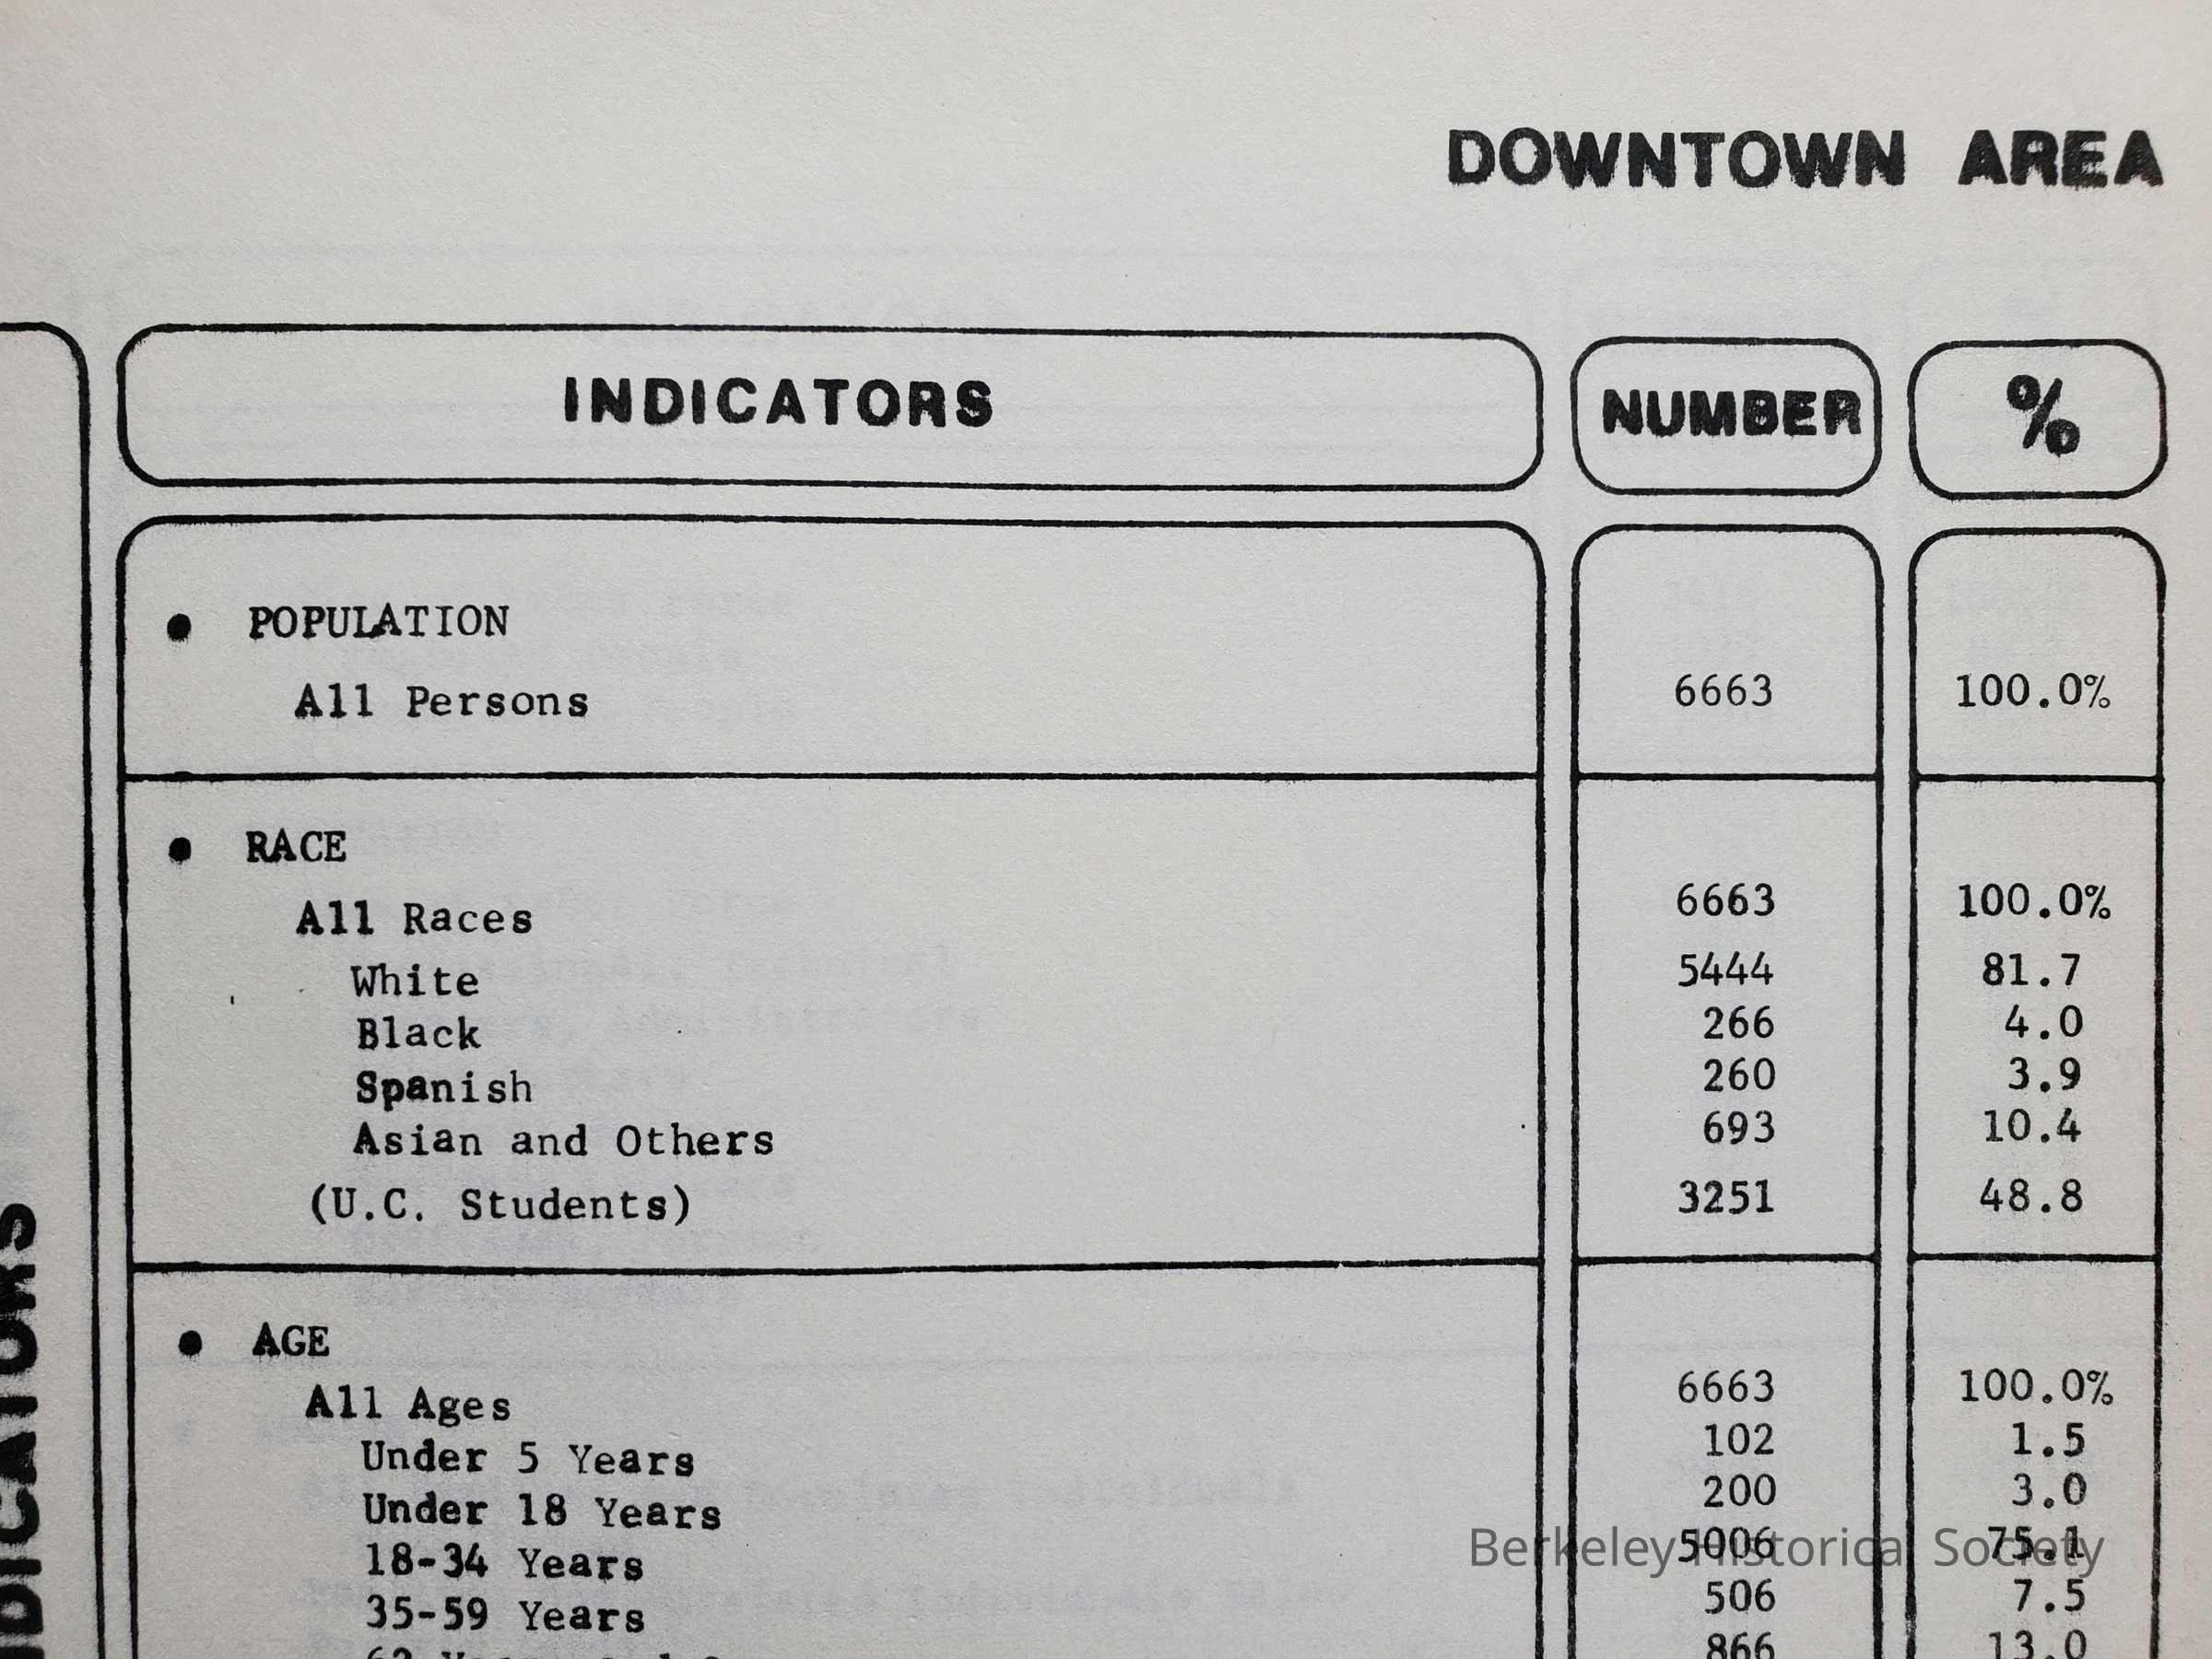 DOWNTOWN AREA
INDICATORS NUMBER %
• POPULATION
All Persons 6663 100.0%
• RACE
All Races 6663 100.0%
White 5444 81.7
Black 266 4.0
Spanish 260 3.9
Asian and Others 693 10.4
(U.C. Students) 3251 48.8
• AGE
All Ages 6663 100.0%
Under 5 Years 102 1.5
Under 18 Years 200 3.0
18-34 Years 5006 75.1
35-59 Years 506 7.5
866 13.0
Berkeley Historical Society